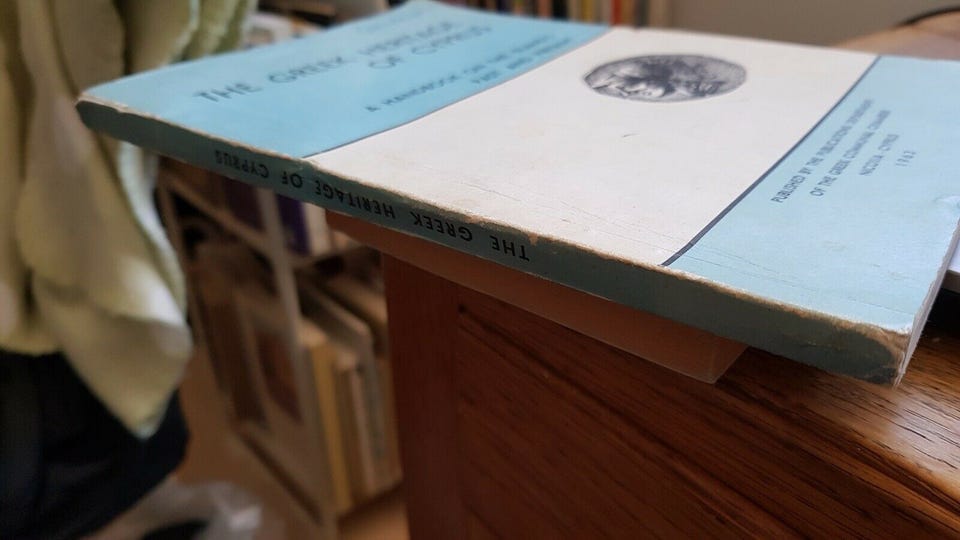 THE GREEK HERITAGE
OF CYPRUS
A HANDBOOK ON THE ISLAND'S
PAST AND PRESENT
PUBLISHED BY THE PUBLICATIONS DEPARTMENT
OF THE GREEK COMMUNAL CHAMBER
NICOSIA - CYPRUS
1963
THE GREEK HERITAGE OF CYPRUS